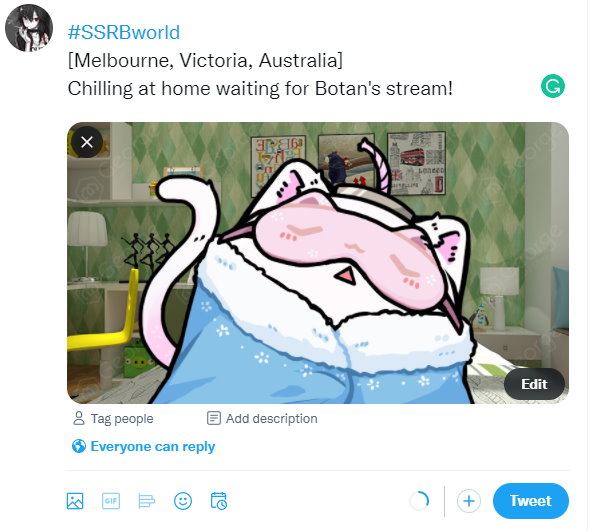 #SSRBworld
[Melbourne, Victoria, Australia]
Chilling at home waiting for Botan's stream!
Edit
Tag people
Add description
Everyone can reply
GIF
Tweet